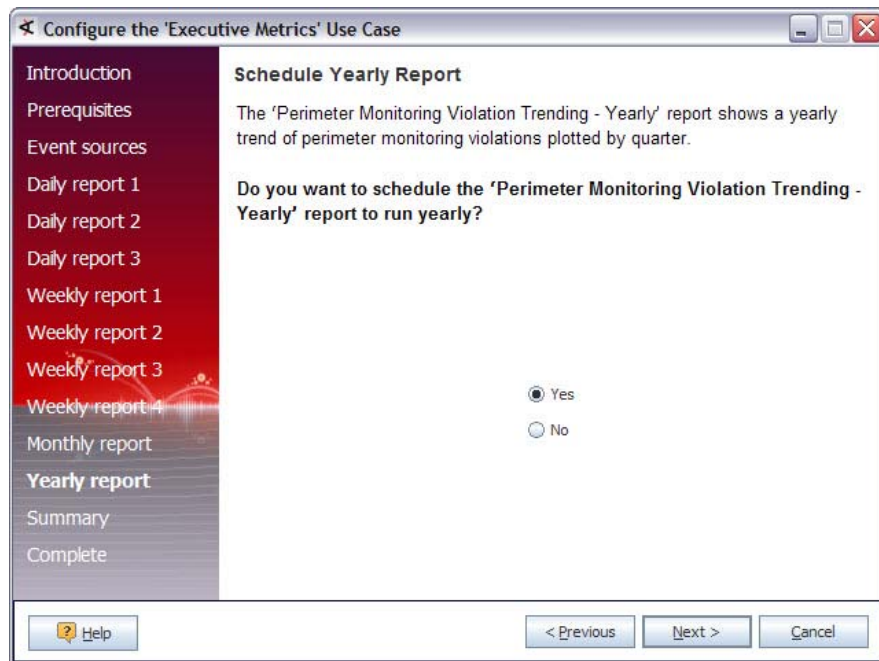 Configure the 'Executive Metrics' Use Case
Introduction
Prerequisites
Event sources
Daily report 1
Daily report 2
Daily report 3
Weekly report 1
Weekly report 2
Weekly report 3
Weekly report 4
Monthly report
Yearly report
Summary
Complete
Schedule Yearly Report
The ‘Perimeter Monitoring Violation Trending - Yearly’ report shows a yearly
trend of perimeter monitoring violations plotted by quarter.
Do you want to schedule the ‘Perimeter Monitoring Violation Trending -
Yearly’ report to run yearly?
Yes
No
Help
< Previous
Next >
Cancel